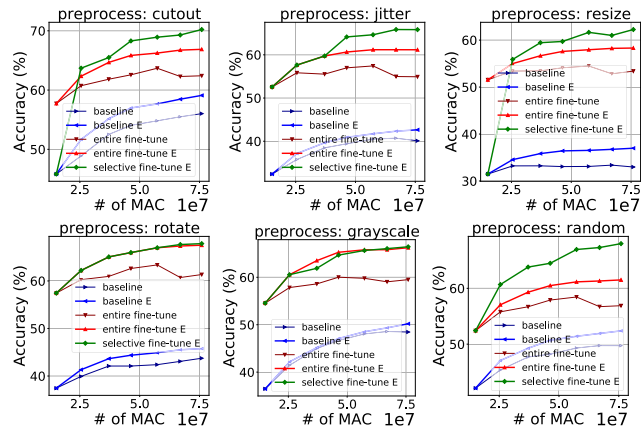 preprocess: cutout
preprocess: jitter
preprocess: resize
Accuracy (%)
70
60
50
baseline
baseline E
entire fine-tune
entire fine-tune E
selective fine-tune E
2.5
5.0
7.5
# of MAC 1e7
Accuracy (%)
60
40
baseline
baseline E
entire fine-tune
entire fine-tune E
selective fine-tune E
2.5
5.0
7.5
# of MAC 1e7
Accuracy (%)
60
50
40
30
baseline
baseline E
entire fine-tune
entire fine-tune E
selective fine-tune E
2.5
5.0
7.5
# of MAC 1e7
preprocess: rotate
preprocess: grayscale
preprocess: random
Accuracy (%)
60
50
40
baseline
baseline E
entire fine-tune
entire fine-tune E
selective fine-tune E
2.5
5.0
7.5
# of MAC 1e7
Accuracy (%)
60
50
40
baseline
baseline E
entire fine-tune
entire fine-tune E
selective fine-tune E
2.5
5.0
7.5
# of MAC 1e7
Accuracy (%)
60
50
baseline
baseline E
entire fine-tune
entire fine-tune E
selective fine-tune E
2.5
5.0
7.5
# of MAC 1e7